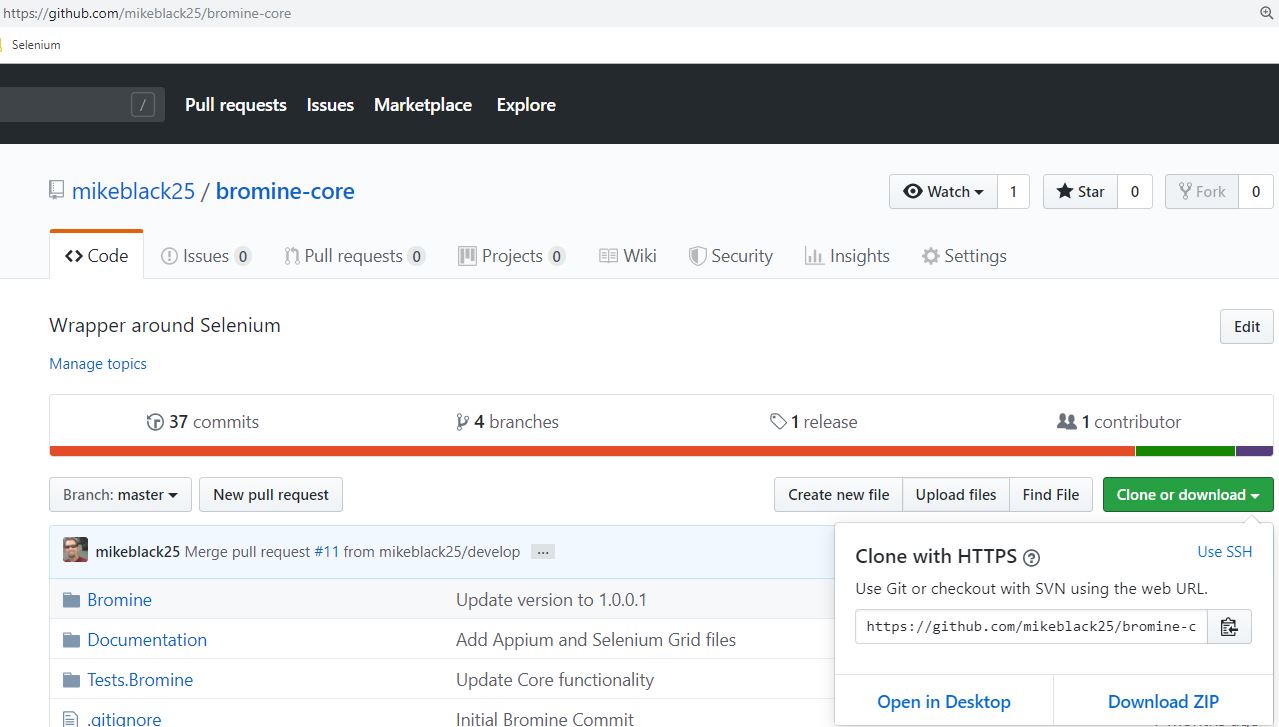 https://github.com/mikeblack25/bromine-core
Selenium
/ Pull requests Issues Marketplace Explore
mikeblack25 / bromine-core Watch 1 Star 0 Fork 0
<> Code Issues 0 Pull requests 0 Projects 0 Wiki Security Insights Settings
Wrapper around Selenium Edit
Manage topics
37 commits 4 branches 1 release 1 contributor
Branch: master New pull request Create new file Upload files Find File Clone or download
mikeblack25 Merge pull request #11 from mikeblack25/develop ...
Bromine Update version to 1.0.0.1
Documentation Add Appium and Selenium Grid files
Tests.Bromine Update Core functionality
.gitignore Initial Bromine Commit
Clone with HTTPS ? Use SSH
Use Git or checkout with SVN using the web URL.
https://github.com/mikeblack25/bromine-c
Open in Desktop Download ZIP